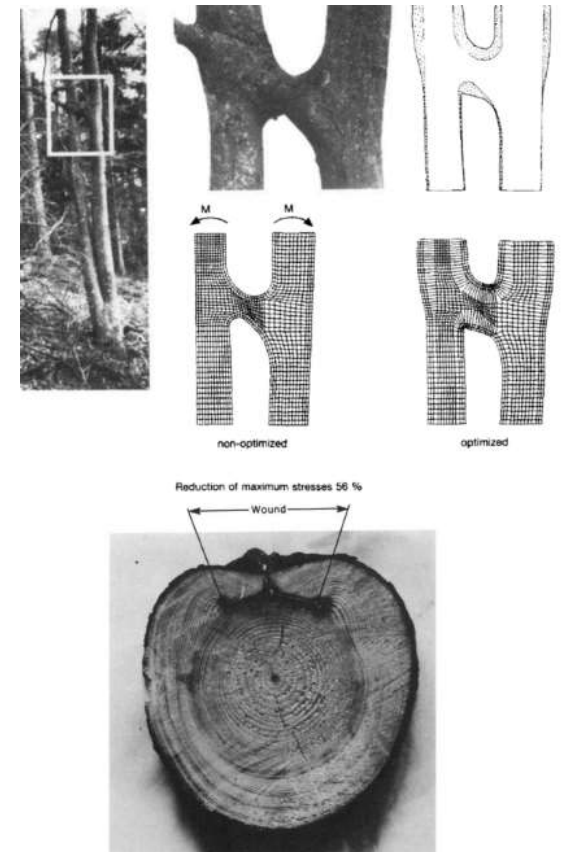 M M
non-optimized optimized
Reduction of maximum stresses 56 %
Wound